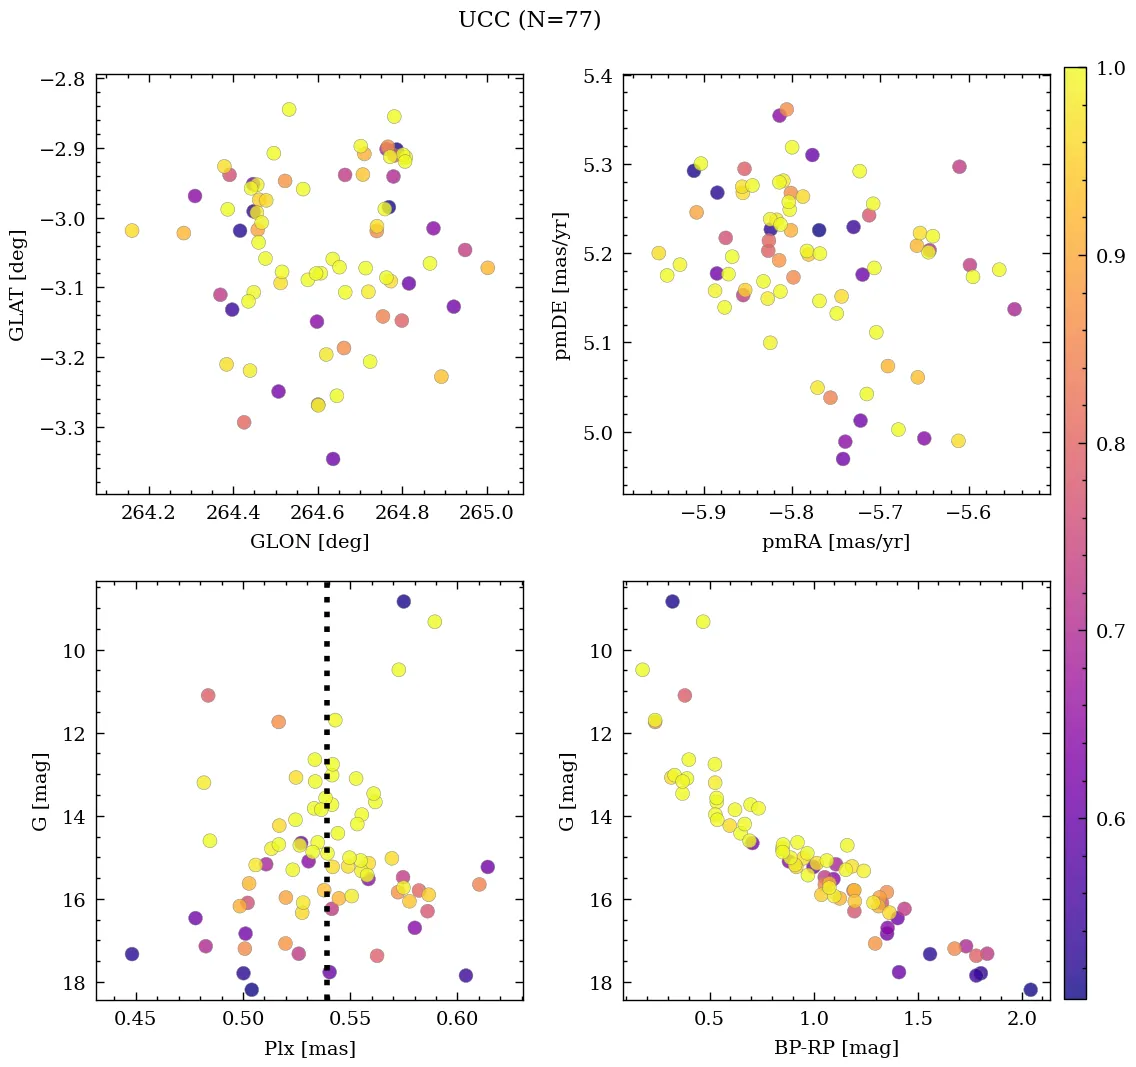 UCC (N=77)
−2.8
−2.9
−3.0
−3.1
−3.2
−3.3
GLAT [deg]
264.2 264.4 264.6 264.8 265.0
GLON [deg]
5.4
5.3
5.2
5.1
5.0
pmDE [mas/yr]
−5.9 −5.8 −5.7 −5.6
pmRA [mas/yr]
10
12
14
16
18
G [mag]
0.45 0.50 0.55 0.60
Plx [mas]
10
12
14
16
18
G [mag]
0.5 1.0 1.5 2.0
BP-RP [mag]
1.0
0.9
0.8
0.7
0.6